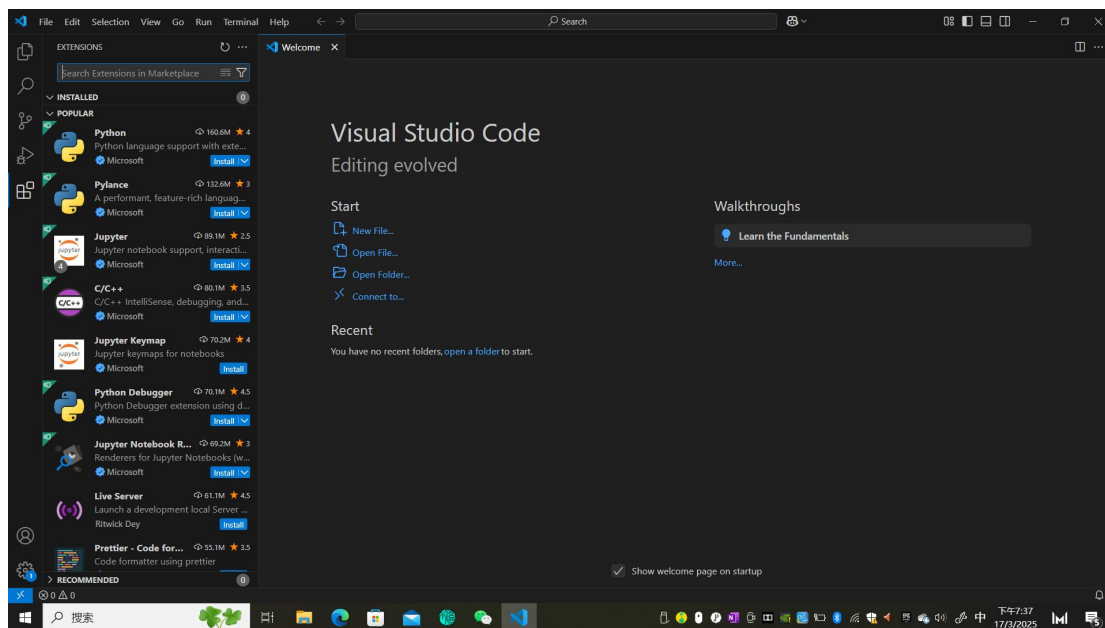 File Edit Selection View Go Run Terminal Help
Search
EXTENSIONS
Welcome
Search Extensions in Marketplace
INSTALLED 0
POPULAR
Python 160.6M 4
Python language support with exte...
Microsoft Install
Pylance 132.6M 3
A performant, feature-rich languag...
Microsoft Install
Jupyter 89.1M 2.5
Jupyter notebook support, interacti...
jupyter
4
Microsoft Install
C/C++ 80.1M 3.5
C/C++ IntelliSense, debugging, and...
C/C++
Microsoft Install
Jupyter Keymap 70.2M 4
Jupyter keymaps for notebooks
jupyter
Microsoft Install
Python Debugger 70.1M 4.5
Python Debugger extension using d...
Microsoft Install
Jupyter Notebook R... 69.2M 3
Renderers for Jupyter Notebooks (w...
Microsoft Install
Live Server 61.1M 4.5
Launch a development local Server ...
Ritwick Dey Install
Prettier - Code for... 55.1M 3.5
Code formatter using prettier
RECOMMENDED 0
1
Visual Studio Code
Editing evolved
Start
New File...
Open File...
Open Folder...
Connect to...
Recent
You have no recent folders, open a folder to start.
Walkthroughs
Learn the Fundamentals
More...
Show welcome page on startup
0 0
搜索
中
下午7:37
17/3/2025
5